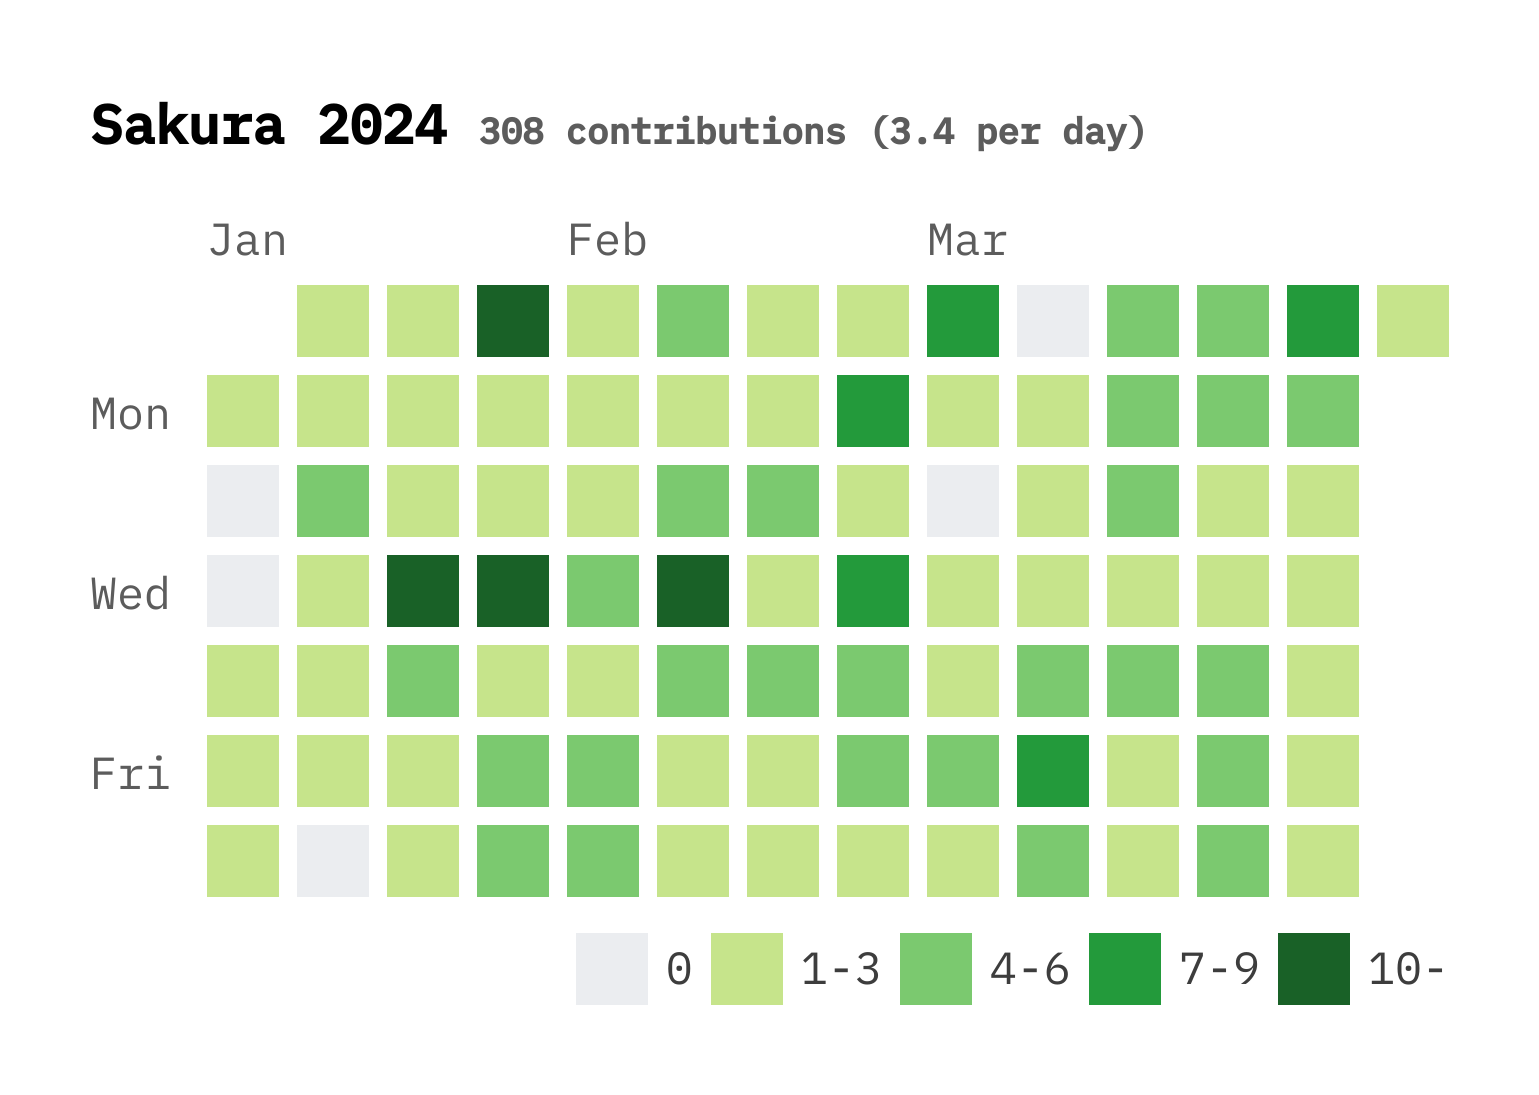 Sakura 2024 308 contributions (3.4 per day)
Jan Feb Mar
Mon
Wed
Fri
0 1-3 4-6 7-9 10-